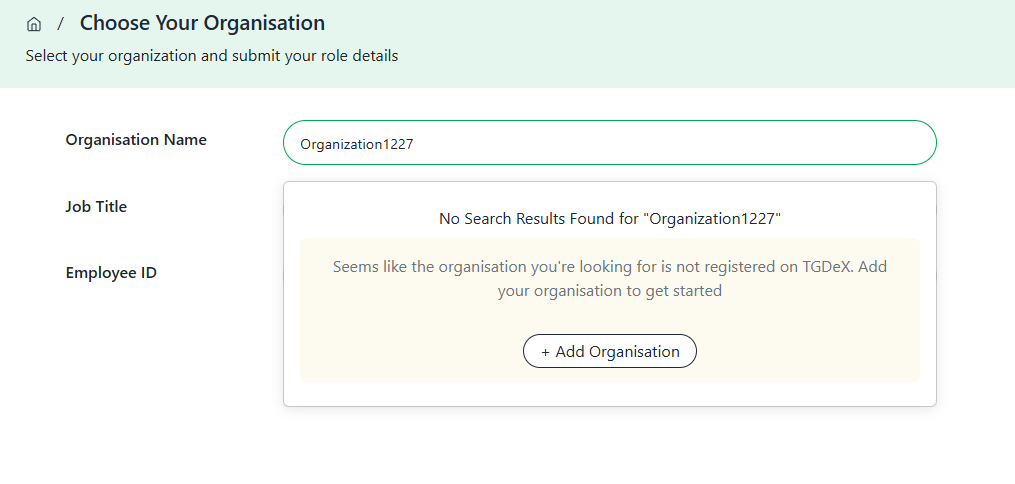 / Choose Your Organisation
Select your organization and submit your role details
Organisation Name
Organization1227
Job Title
No Search Results Found for "Organization1227"
Employee ID
Seems like the organisation you're looking for is not registered on TGDeX. Add
your organisation to get started
+ Add Organisation